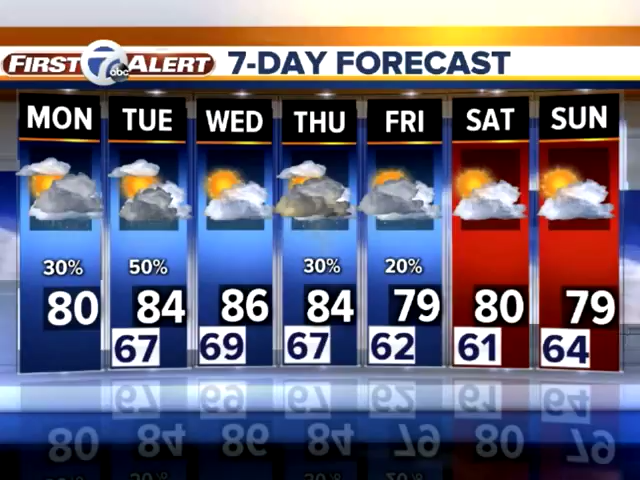 FIRST 7 abc ALERT 7-DAY FORECAST
MON TUE WED THU FRI SAT SUN
30% 50% 30% 20%
80 84 86 84 79 80 79
67 69 67 62 61 64